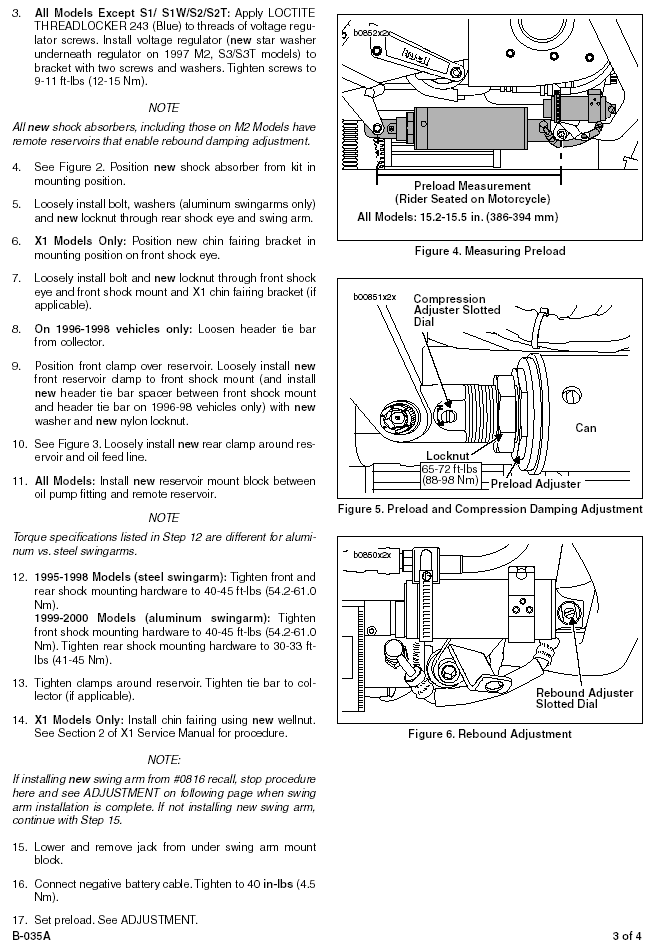 3. All Models Except S1/ S1W/S2/S2T: Apply LOCTITE
THREADLOCKER 243 (Blue) to threads of voltage regu-
lator screws. Install voltage regulator (new star washer
underneath regulator on 1997 M2, S3/S3T models) to
bracket with two screws and washers. Tighten screws to
9-11 ft-lbs (12-15 Nm).
NOTE
All new shock absorbers, including those on M2 Models have
remote reservoirs that enable rebound damping adjustment.
4. See Figure 2. Position new shock absorber from kit in
mounting position.
5. Loosely install bolt, washers (aluminum swingarms only)
and new locknut through rear shock eye and swing arm.
6. X1 Models Only: Position new chin fairing bracket in
mounting position on front shock eye.
7. Loosely install bolt and new locknut through front shock
eye and front shock mount and X1 chin fairing bracket (if
applicable).
8. On 1996-1998 vehicles only: Loosen header tie bar
from collector.
9. Position front clamp over reservoir. Loosely install new
front reservoir clamp to front shock mount (and install
new header tie bar spacer between front shock mount
and header tie bar on 1996-98 vehicles only) with new
washer and new nylon locknut.
10. See Figure 3. Loosely install new rear clamp around res-
ervoir and oil feed line.
11. All Models: Install new reservoir mount block between
oil pump fitting and remote reservoir.
NOTE
Torque specifications listed in Step 12 are different for alumi-
num vs. steel swingarms.
12. 1995-1998 Models (steel swingarm): Tighten front and
rear shock mounting hardware to 40-45 ft-lbs (54.2-61.0
Nm).
1999-2000 Models (aluminum swingarm): Tighten
front shock mounting hardware to 40-45 ft-lbs (54.2-61.0
Nm). Tighten rear shock mounting hardware to 30-33 ft-
lbs (41-45 Nm).
13. Tighten clamps around reservoir. Tighten tie bar to col-
lector (if applicable).
14. X1 Models Only: Install chin fairing using new wellnut.
See Section 2 of X1 Service Manual for procedure.
NOTE:
If installing new swing arm from #0816 recall, stop procedure
here and see ADJUSTMENT on following page when swing
arm installation is complete. If not installing new swing arm,
continue with Step 15.
15. Lower and remove jack from under swing arm mount
block.
16. Connect negative battery cable. Tighten to 40 in-lbs (4.5
Nm).
17. Set preload. See ADJUSTMENT.
b0852x2x
Preload Measurement
(Rider Seated on Motorcycle)
All Models: 15.2-15.5 in. (386-394 mm)
Figure 4. Measuring Preload
b00851x2x
Compression
Adjuster Slotted
Dial
Can
Locknut
65-72 ft-lbs
(88-98 Nm)
Preload Adjuster
Figure 5. Preload and Compression Damping Adjustment
b0850x2x
Rebound Adjuster
Slotted Dial
Figure 6. Rebound Adjustment
B-035A
3 of 4